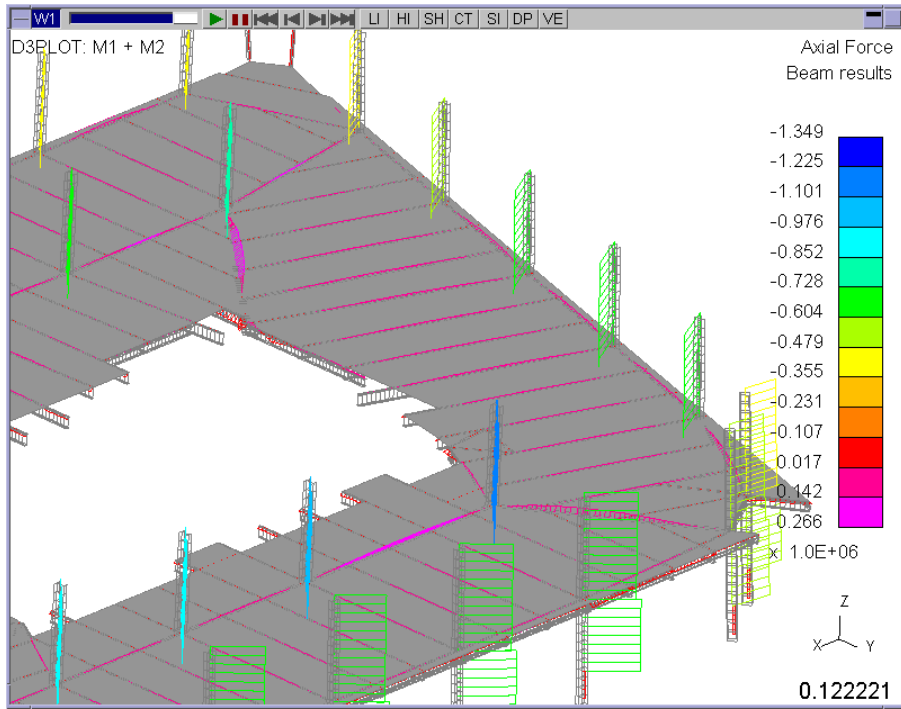 W1 LI HI SH CT SI DP VE
D3PLOT: M1 + M2
Axial Force
Beam results
-1.349
-1.225
-1.101
-0.976
-0.852
-0.728
-0.604
-0.479
-0.355
-0.231
-0.107
0.017
0.142
0.266
x 1.0E+06
Z
X Y
0.122221